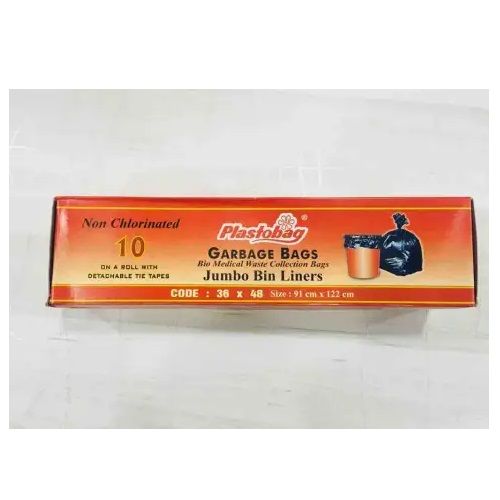 Non Chlorinated
10
ON A ROLL WITH
DETACHABLE TIE TAPES
Plastobag ®
GARBAGE BAGS
Bio Medical Waste Collection Bags
Jumbo Bin Liners
CODE : 36 x 48 Size : 91 cm x 122 cm